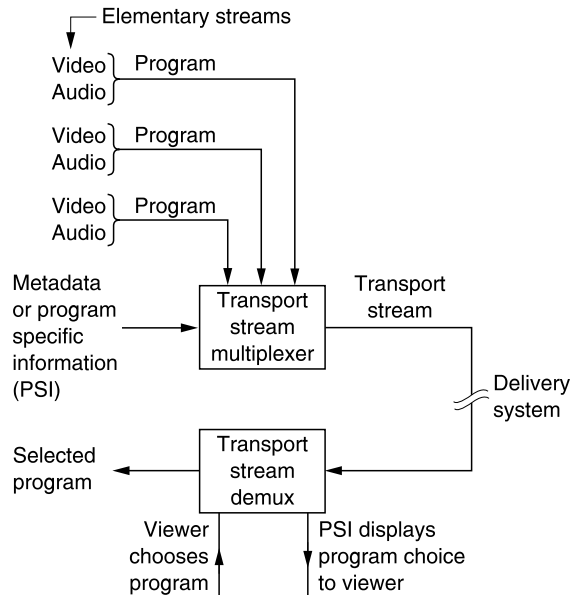 Elementary streams
Video
Audio
Program
Video
Audio
Program
Video
Audio
Program
Metadata
or program
specific
information
(PSI)
Transport
stream
multiplexer
Transport
stream
Delivery
system
Selected
program
Transport
stream
demux
Viewer
chooses
program
PSI displays
program choice
to viewer